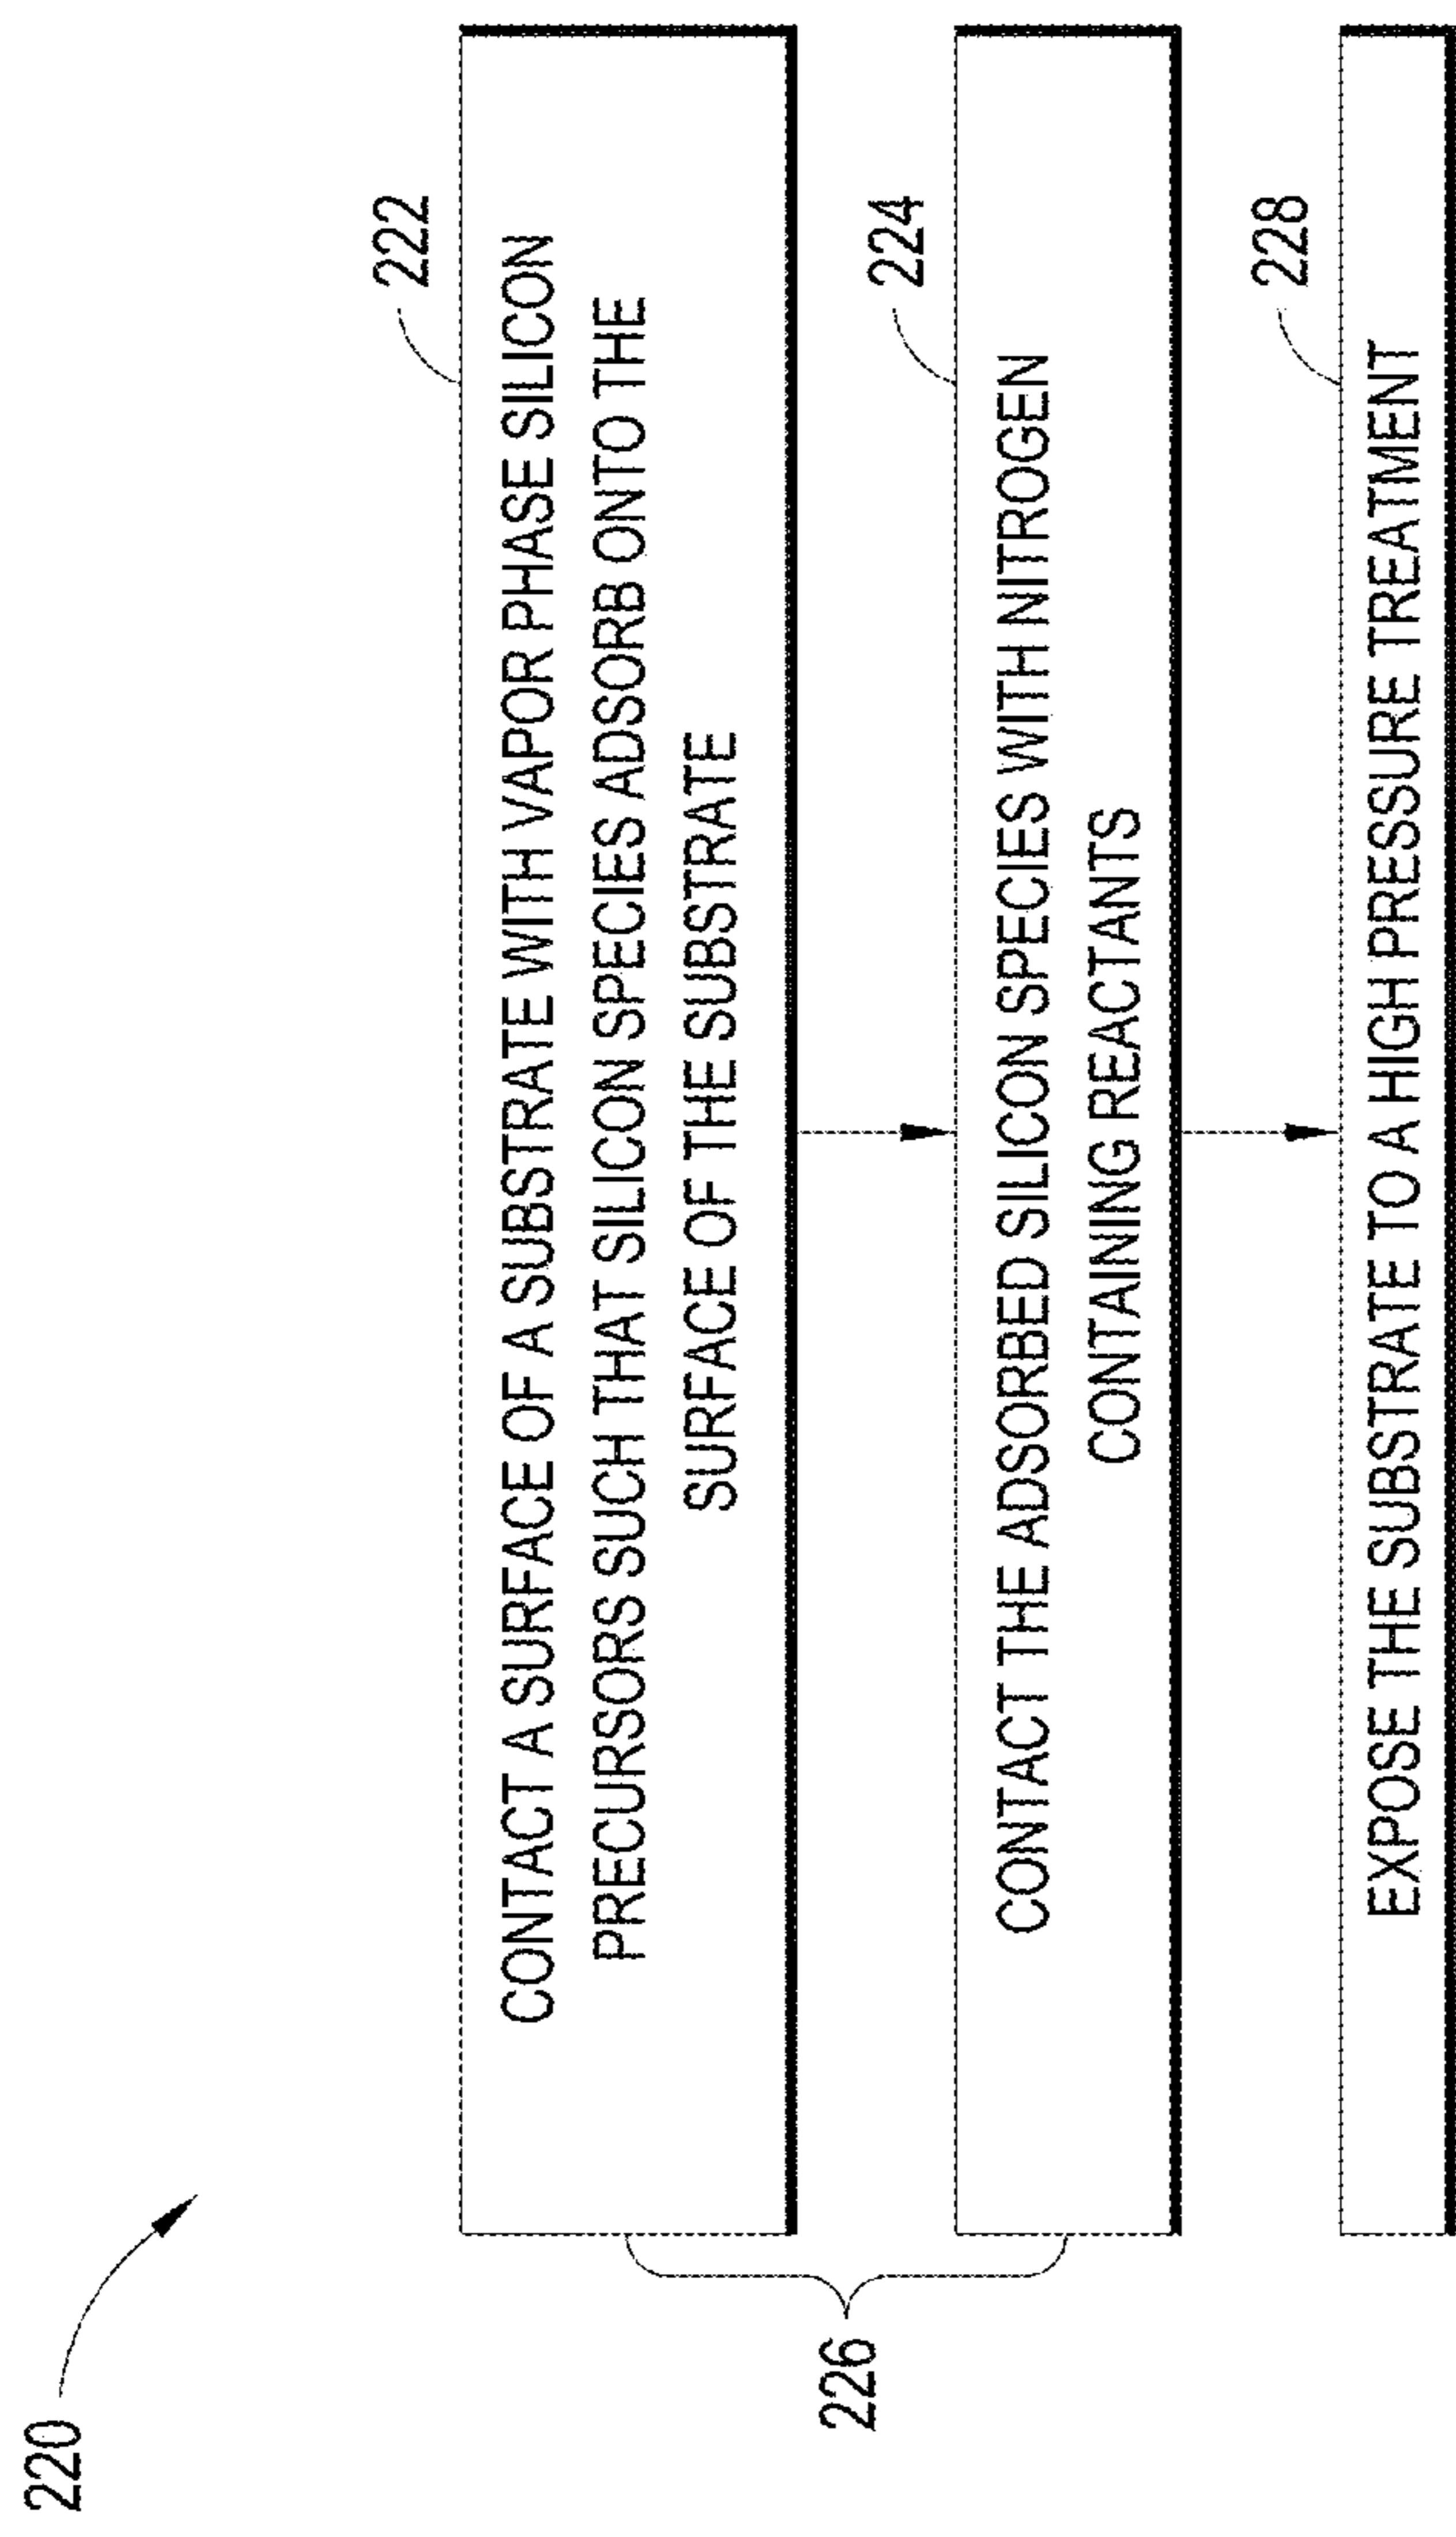 220
222
CONTACT A SURFACE OF A SUBSTRATE WITH VAPOR PHASE SILICON
PRECURSORS SUCH THAT SILICON SPECIES ADSORB ONTO THE
SURFACE OF THE SUBSTRATE
226
224
CONTACT THE ADSORBED SILICON SPECIES WITH NITROGEN
CONTAINING REACTANTS
228
EXPOSE THE SUBSTRATE TO A HIGH PRESSURE TREATMENT